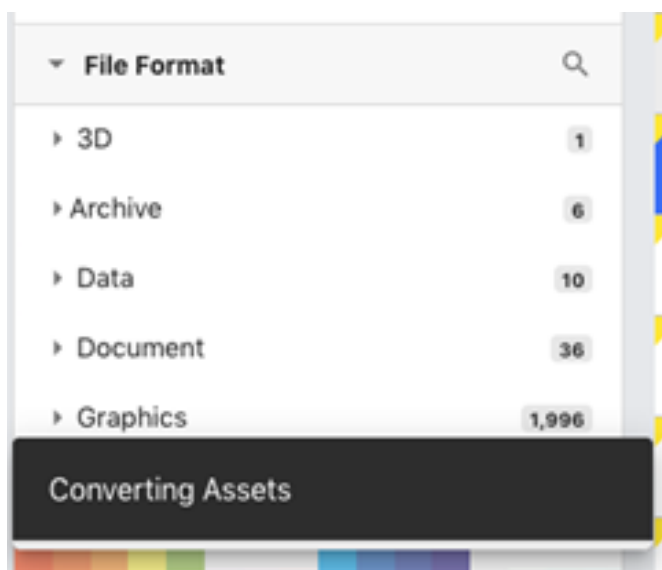 File Format
3D 1
Archive 6
Data 10
Document 36
Graphics 1,996
Converting Assets